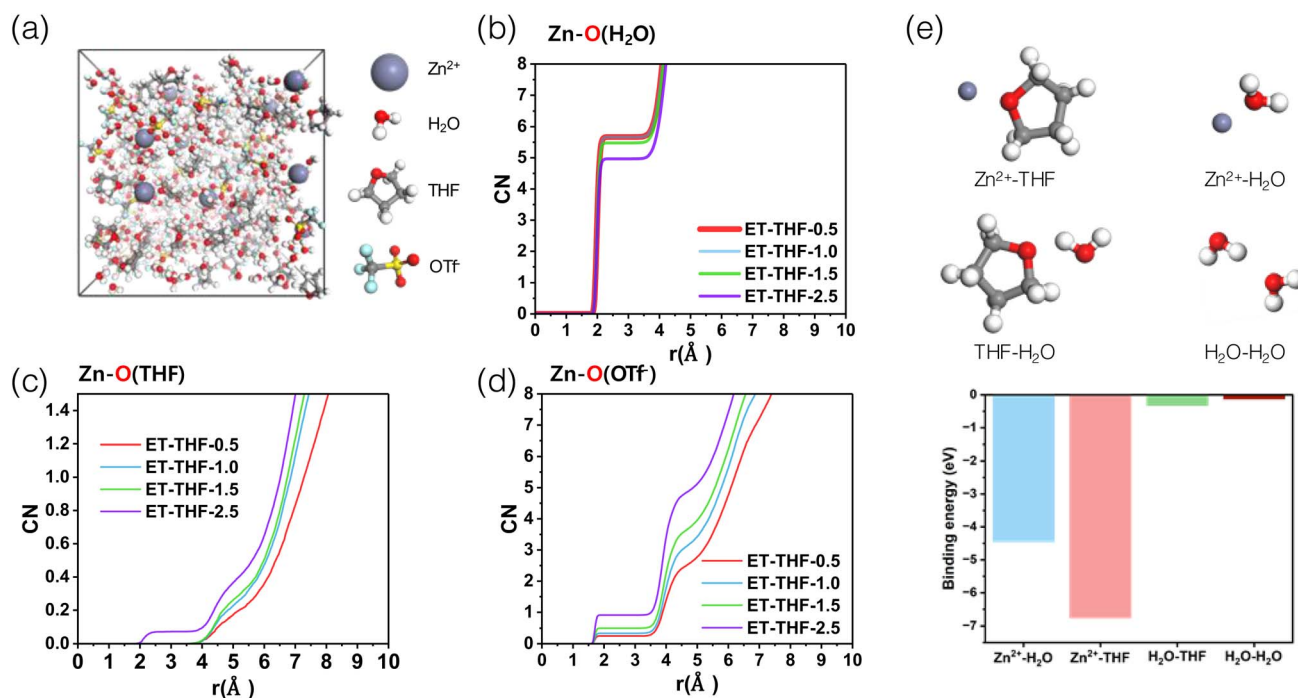 (a)
Zn²⁺
H₂O
THF
OTf⁻
(b)
Zn-O(H₂O)
CN
8
7
6
5
4
3
2
1
0
ET-THF-0.5
ET-THF-1.0
ET-THF-1.5
ET-THF-2.5
0 1 2 3 4 5 6 7 8 9 10
r(Å)
(c)
Zn-O(THF)
CN
1.4
1.2
1.0
0.8
0.6
0.4
0.2
0.0
ET-THF-0.5
ET-THF-1.0
ET-THF-1.5
ET-THF-2.5
0 1 2 3 4 5 6 7 8 9 10
r(Å)
(d)
Zn-O(OTf⁻)
CN
8
7
6
5
4
3
2
1
0
ET-THF-0.5
ET-THF-1.0
ET-THF-1.5
ET-THF-2.5
0 1 2 3 4 5 6 7 8 9 10
r(Å)
(e)
Zn²⁺-THF
Zn²⁺-H₂O
THF-H₂O
H₂O-H₂O
Binding energy (eV)
0
−1
−2
−3
−4
−5
−6
−7
Zn²⁺-H₂O Zn²⁺-THF H₂O-THF H₂O-H₂O